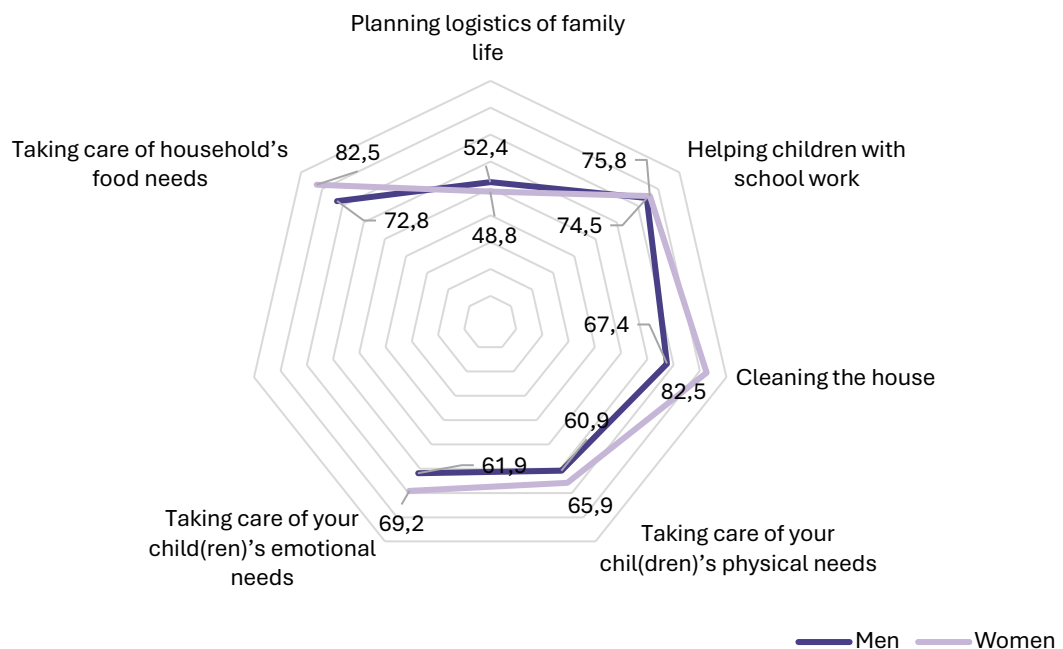 Planning logistics of family
life
Taking care of household’s
food needs
82,5
52,4
75,8
Helping children with
school work
72,8
48,8
74,5
67,4
Cleaning the house
82,5
60,9
61,9
69,2
65,9
Taking care of your
child(ren)’s emotional
needs
Taking care of your
chil(dren)’s physical needs
Men
Women